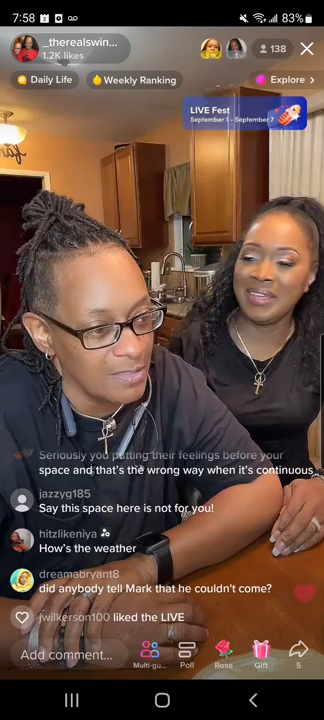 7:58
83%
_therealswin...
1.2K likes
138
Daily Life
Weekly Ranking
Explore >
LIVE Fest
September 1 - September 7
Seriously you putting their feelings before your
space and that's the wrong way when it's continuous
jazzyg185
Say this space here is not for you!
hitzlikeniya
How's the weather
dreamabryant8
did anybody tell Mark that he couldn't come?
jwilkerson100 liked the LIVE
Add comment...
Multi-gu...
Poll
Rose
Gift
5